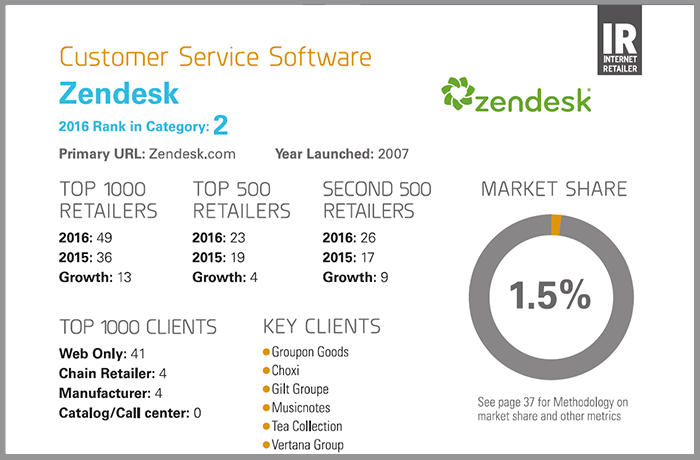 IR
INTERNET
RETAILER
Customer Service Software
Zendesk
zendesk
2016 Rank in Category: 2
Primary URL: Zendesk.com Year Launched: 2007
TOP 1000
RETAILERS
2016: 49
2015: 36
Growth: 13
TOP 500
RETAILERS
2016: 23
2015: 19
Growth: 4
SECOND 500
RETAILERS
2016: 26
2015: 17
Growth: 9
MARKET SHARE
1.5%
See page 37 for Methodology on
market share and other metrics
TOP 1000 CLIENTS
Web Only: 41
Chain Retailer: 4
Manufacturer: 4
Catalog/Call center: 0
KEY CLIENTS
Groupon Goods
Choxi
Gilt Groupe
Musicnotes
Tea Collection
Vertana Group